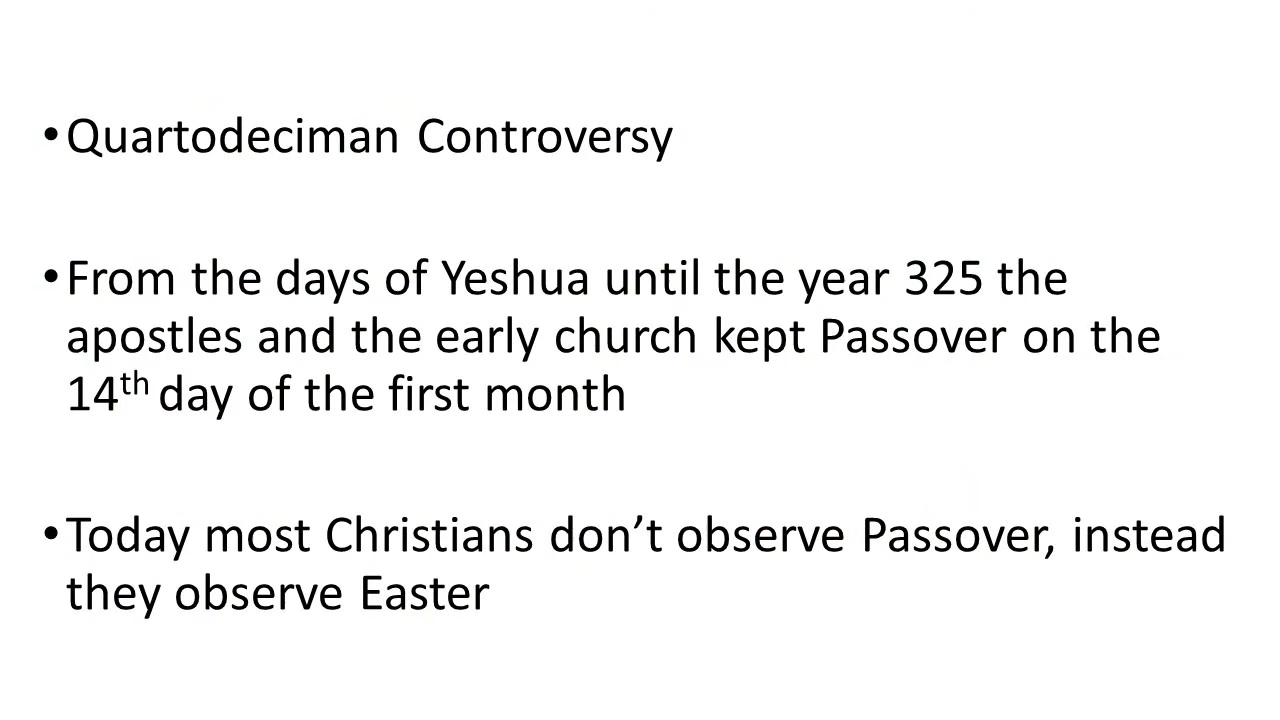 •Quartodeciman Controversy
•From the days of Yeshua until the year 325 the
apostles and the early church kept Passover on the
14th day of the first month
•Today most Christians don’t observe Passover, instead
they observe Easter